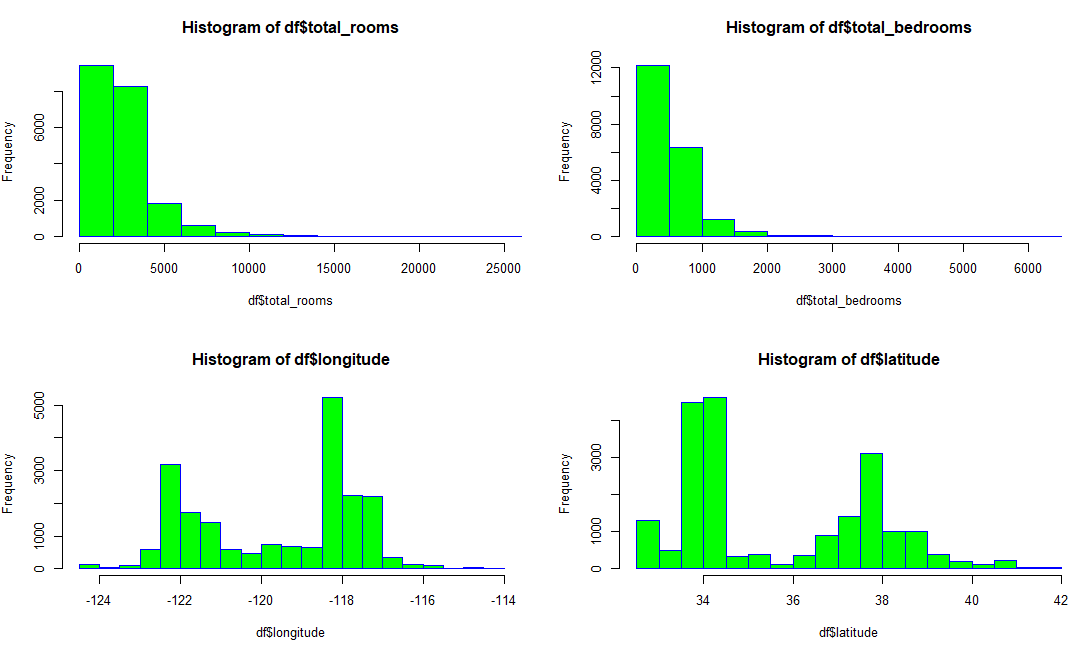 Histogram of df$total_rooms
Frequency
0 2000 6000
0 5000 10000 15000 20000 25000
df$total_rooms
Histogram of df$total_bedrooms
Frequency
0 4000 8000 12000
0 1000 2000 3000 4000 5000 6000
df$total_bedrooms
Histogram of df$longitude
Frequency
0 1000 3000 5000
-124 -122 -120 -118 -116 -114
df$longitude
Histogram of df$latitude
Frequency
0 1000 3000
34 36 38 40 42
df$latitude